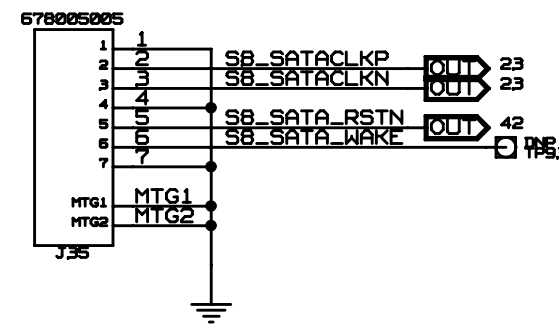 678005005
1 1
2 2 S8_SATACLKP OUT 23
3 3 S8_SATACLKN OUT 23
4 4
5 5 S8_SATA_RSTN OUT 42
6 6 S8_SATA_WAKE
7 7
MTG1 MTG1
MTG2 MTG2
J35